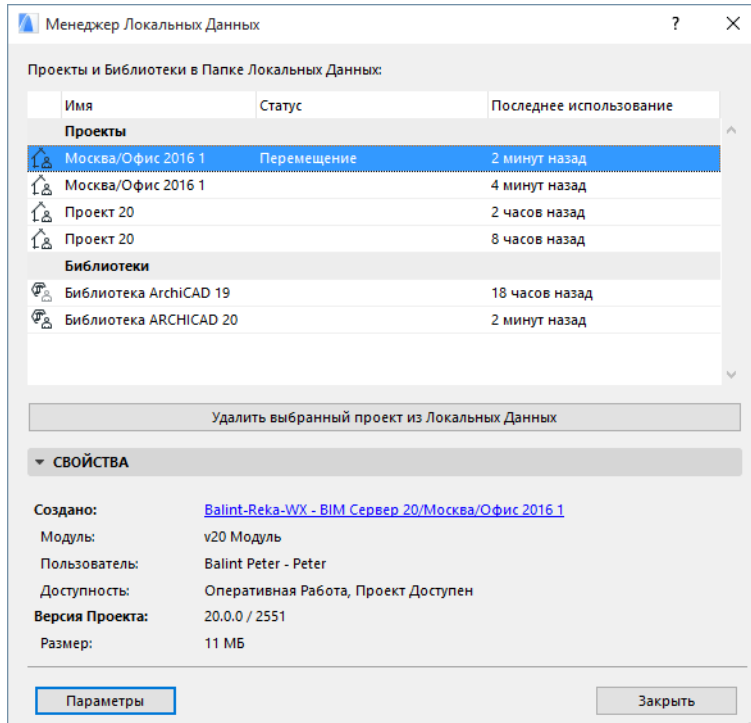 Менеджер Локальных Данных ?
Проекты и Библиотеки в Папке Локальных Данных:
Имя Статус Последнее использование
Проекты
Москва/Офис 2016 1 Перемещение 2 минут назад
Москва/Офис 2016 1 4 минут назад
Проект 20 2 часов назад
Проект 20 8 часов назад
Библиотеки
Библиотека ArchiCAD 19 18 часов назад
Библиотека ARCHICAD 20 2 минут назад
Удалить выбранный проект из Локальных Данных
СВОЙСТВА
Создано: Balint-Reka-WX - BIM Сервер 20/Москва/Офис 2016 1
Модуль: v20 Модуль
Пользователь: Balint Peter - Peter
Доступность: Оперативная Работа, Проект Доступен
Версия Проекта: 20.0.0 / 2551
Размер: 11 МБ
Параметры Закрыть